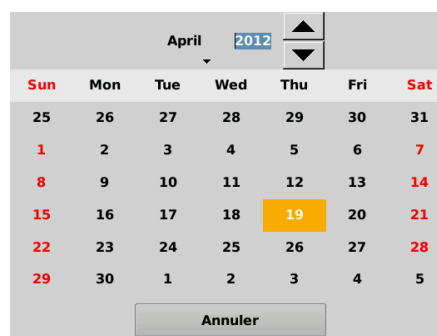 April 2012
Sun Mon Tue Wed Thu Fri Sat
25 26 27 28 29 30 31
1 2 3 4 5 6 7
8 9 10 11 12 13 14
15 16 17 18 19 20 21
22 23 24 25 26 27 28
29 30 1 2 3 4 5
Annuler